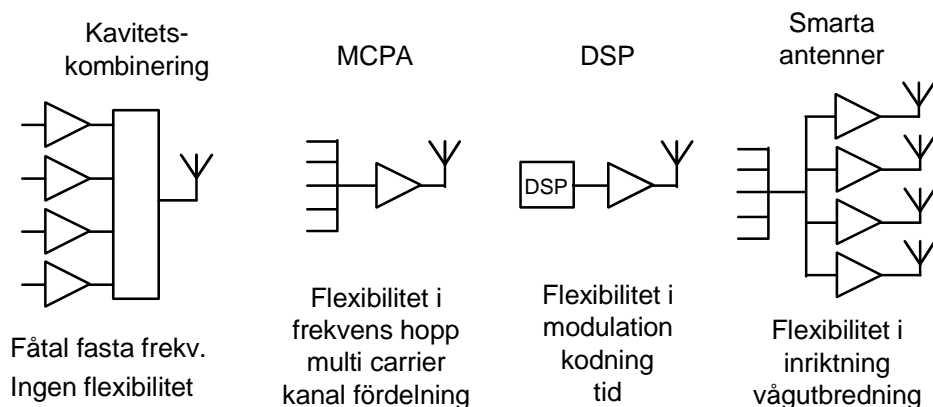 Kavitets-
kombinering
MCPA
DSP
Smarta
antenner
DSP
Fåtal fasta frekv.
Ingen flexibilitet
Flexibilitet i
frekvens hopp
multi carrier
kanal fördelning
Flexibilitet i
modulation
kodning
tid
Flexibilitet i
inriktning
vågutbredning